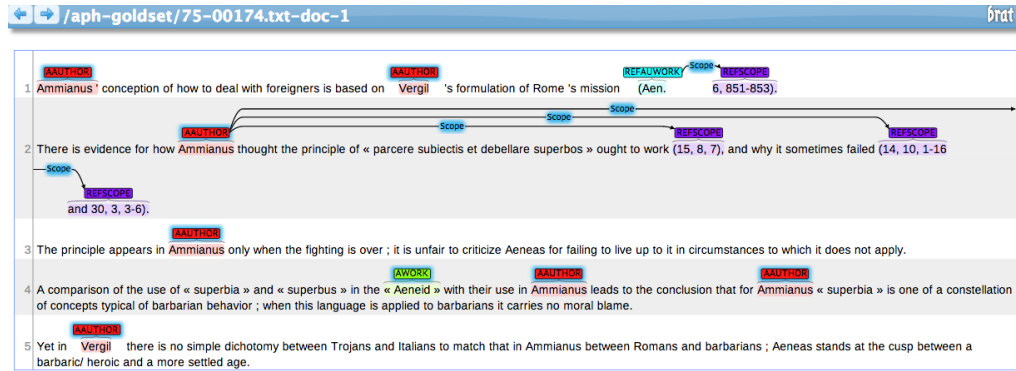 /aph-goldset/75-00174.txt-doc-1 brat
AAUTHOR AAUTHOR REFAUWORK Scope REFSCOPE
1 Ammianus ' conception of how to deal with foreigners is based on Vergil 's formulation of Rome 's mission (Aen. 6, 851-853).
Scope
Scope
Scope
AAUTHOR REFSCOPE REFSCOPE
2 There is evidence for how Ammianus thought the principle of « parcere subiectis et debellare superbos » ought to work (15, 8, 7), and why it sometimes failed (14, 10, 1-16
Scope
REFSCOPE
and 30, 3, 3-6).
AAUTHOR
3 The principle appears in Ammianus only when the fighting is over ; it is unfair to criticize Aeneas for failing to live up to it in circumstances to which it does not apply.
AWORK AAUTHOR AAUTHOR
4 A comparison of the use of « superbia » and « superbus » in the « Aeneid » with their use in Ammianus leads to the conclusion that for Ammianus « superbia » is one of a constellation
of concepts typical of barbarian behavior ; when this language is applied to barbarians it carries no moral blame.
AAUTHOR
5 Yet in Vergil there is no simple dichotomy between Trojans and Italians to match that in Ammianus between Romans and barbarians ; Aeneas stands at the cusp between a
barbaric/ heroic and a more settled age.